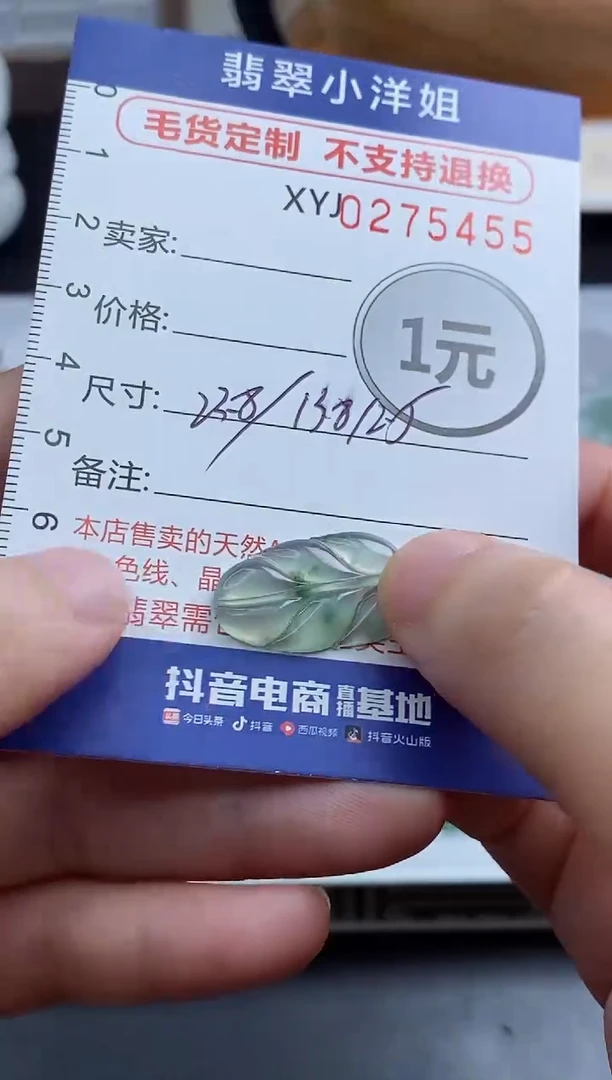 翡翠小洋姐
毛货定制 不支持退换
XYJ0275455
0
1
2
3
4
5
6
卖家:
价格:
1元
尺寸:
备注:
本店售卖的天然
色线、晶
翡翠需
抖音电商直播基地
头条 今日头条 抖音 西瓜视频 抖音火山版